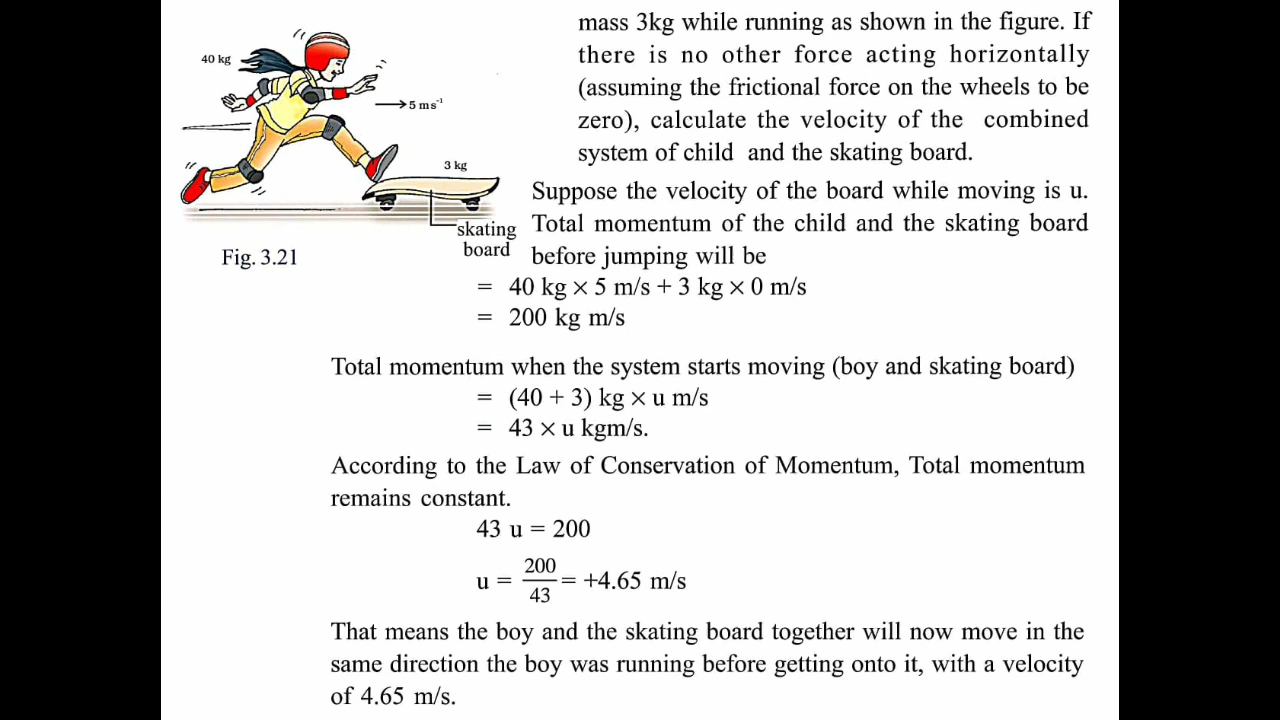 mass 3kg while running as shown in the figure. If
there is no other force acting horizontally
(assuming the frictional force on the wheels to be
zero), calculate the velocity of the combined
system of child and the skating board.
40 kg
5 ms⁻¹
3 kg
skating
board
Fig. 3.21
Suppose the velocity of the board while moving is u.
Total momentum of the child and the skating board
before jumping will be
= 40 kg × 5 m/s + 3 kg × 0 m/s
= 200 kg m/s
Total momentum when the system starts moving (boy and skating board)
= (40 + 3) kg × u m/s
= 43 × u kgm/s.
According to the Law of Conservation of Momentum, Total momentum
remains constant.
43 u = 200
u = 200/43 = +4.65 m/s
That means the boy and the skating board together will now move in the
same direction the boy was running before getting onto it, with a velocity
of 4.65 m/s.